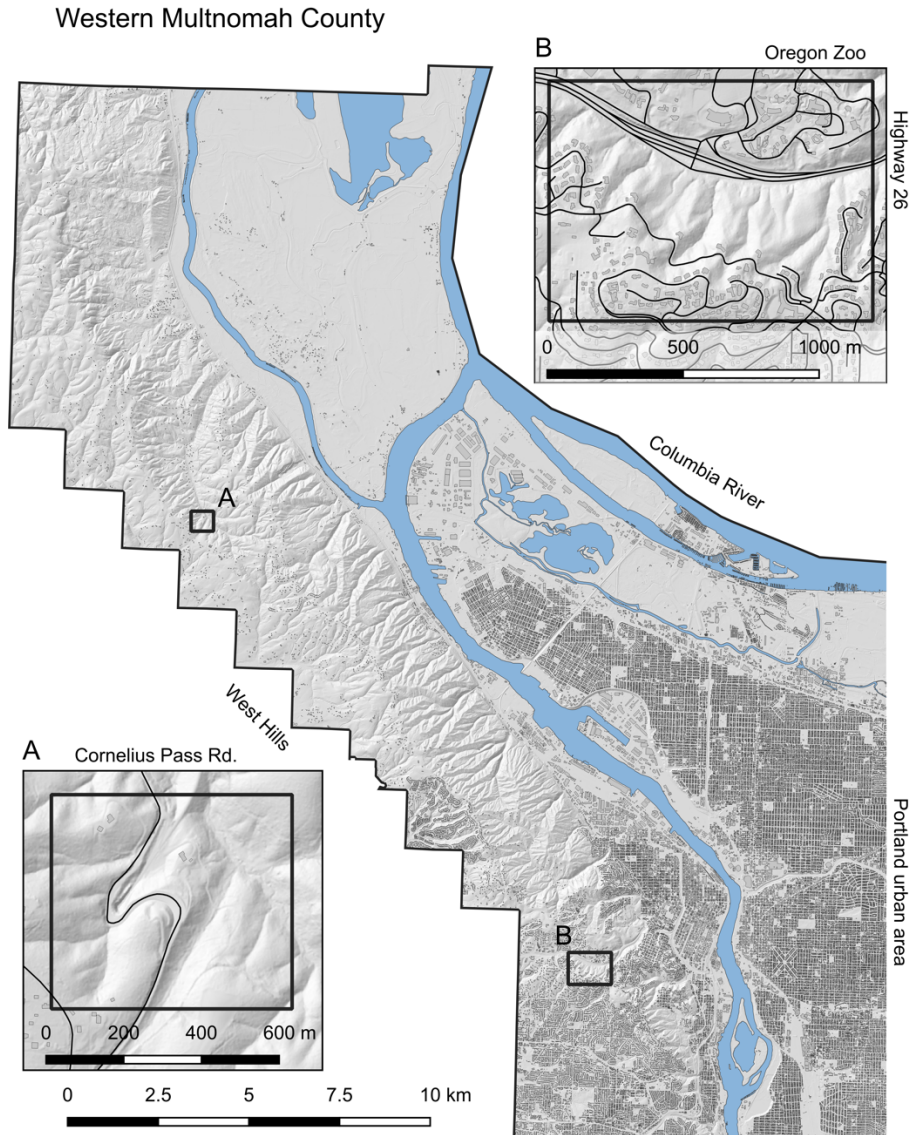 Western Multnomah County
B
Oregon Zoo
Highway 26
0 500 1000 m
Columbia River
A
West Hills
A
Cornelius Pass Rd.
0 200 400 600 m
B
Portland urban area
0 2.5 5 7.5 10 km